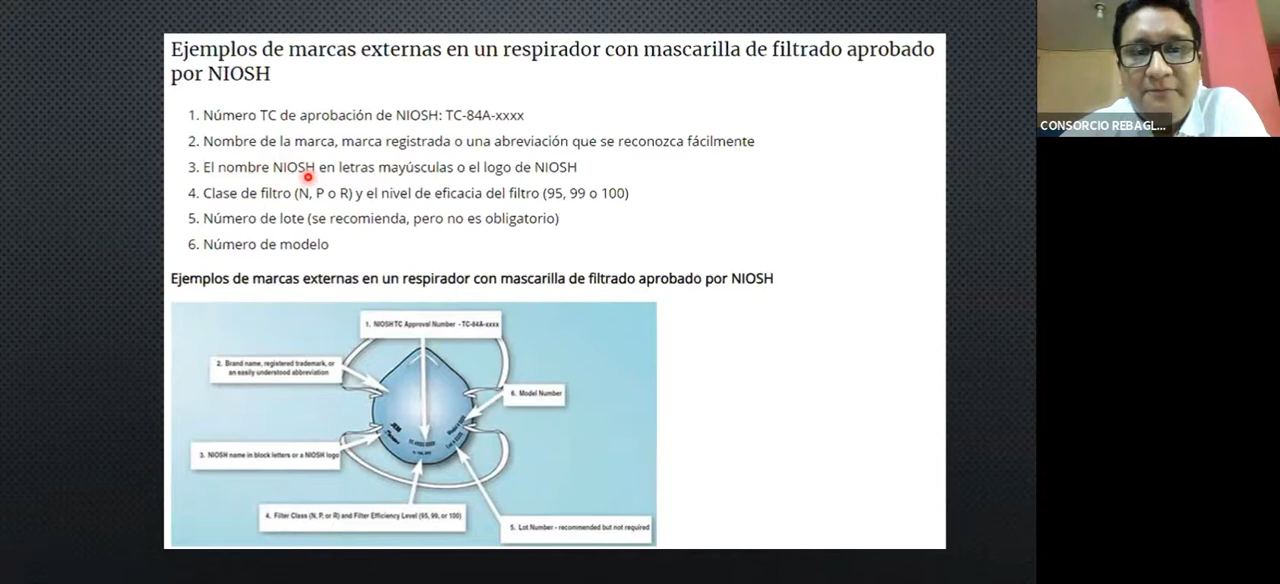 Ejemplos de marcas externas en un respirador con mascarilla de filtrado aprobado
por NIOSH
1. Número TC de aprobación de NIOSH: TC-84A-xxxx
2. Nombre de la marca, marca registrada o una abreviación que se reconozca fácilmente
3. El nombre NIOSH en letras mayúsculas o el logo de NIOSH
4. Clase de filtro (N, P o R) y el nivel de eficacia del filtro (95, 99 o 100)
5. Número de lote (se recomienda, pero no es obligatorio)
6. Número de modelo
Ejemplos de marcas externas en un respirador con mascarilla de filtrado aprobado por NIOSH
1. NIOSH TC Approval Number - TC-84A-xxxx
2. Brand name, registered trademark, or
an easily understood abbreviation
6. Model Number
3. NIOSH name in block letters or a NIOSH logo
4. Filter Class (N, P, or R) and Filter Efficiency Level (95, 99, or 100)
5. Lot Number - recommended but not required
CONSORCIO REBAGL...